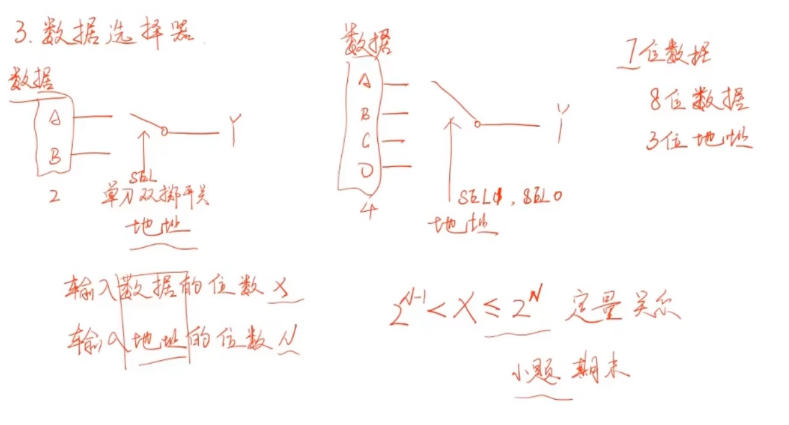 3. 数据选择器
数据
A
B
2
Y
SEL
单刀双掷开关
地址
数据
A
B
C
D
4
Y
SEL1, SEL0
地址
7位数据
8位数据
3位地址
输入数据的位数 X
输入地址的位数 N
2^{N-1} < X ≤ 2^N 定量关系
小题 期末